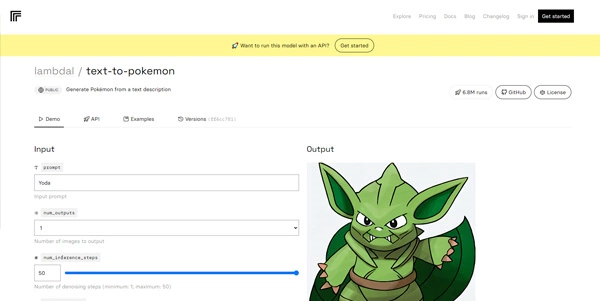 Explore Pricing Docs Blog Changelog Sign in Get started
Want to run this model with an API? Get started
lambdal / text-to-pokemon
PUBLIC Generate Pokémon from a text description
6.8M runs GitHub License
Demo API Examples Versions
Input Output
prompt
Yoda
Input prompt
num_outputs
1
Number of images to output
num_inference_steps
50
Number of denoising steps (minimum: 1; maximum: 50)